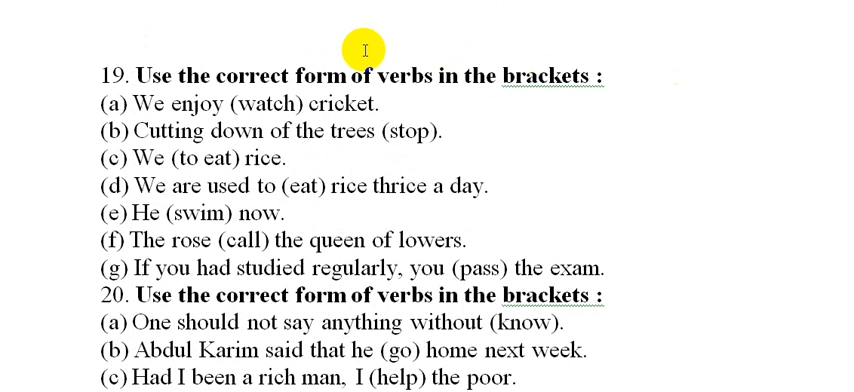 19. Use the correct form of verbs in the brackets :
(a) We enjoy (watch) cricket.
(b) Cutting down of the trees (stop).
(c) We (to eat) rice.
(d) We are used to (eat) rice thrice a day.
(e) He (swim) now.
(f) The rose (call) the queen of lowers.
(g) If you had studied regularly, you (pass) the exam.
20. Use the correct form of verbs in the brackets :
(a) One should not say anything without (know).
(b) Abdul Karim said that he (go) home next week.
(c) Had I been a rich man, I (help) the poor.